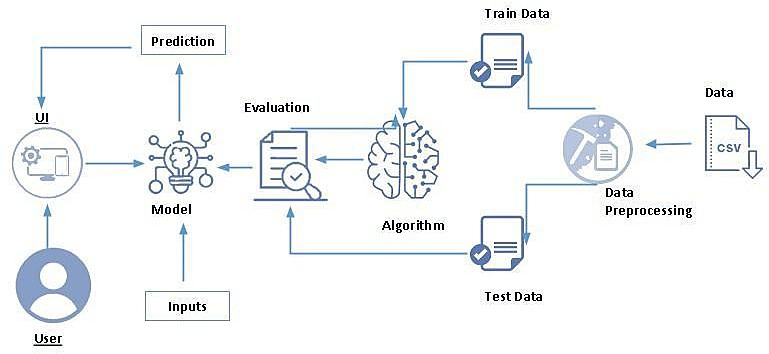 Train Data
Prediction
Data
Evaluation
UI
CSV
Model
Algorithm
Data
Preprocessing
Inputs
Test Data
User